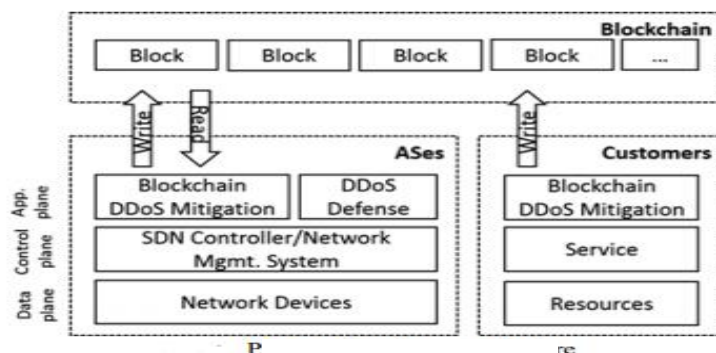 Blockchain
Block Block Block Block ...
Write Read Write
ASes
Customers
App. plane
Blockchain DDoS Mitigation
DDoS Defense
Blockchain DDoS Mitigation
Control plane
SDN Controller/Network Mgmt. System
Service
Data plane
Network Devices
Resources
P
re